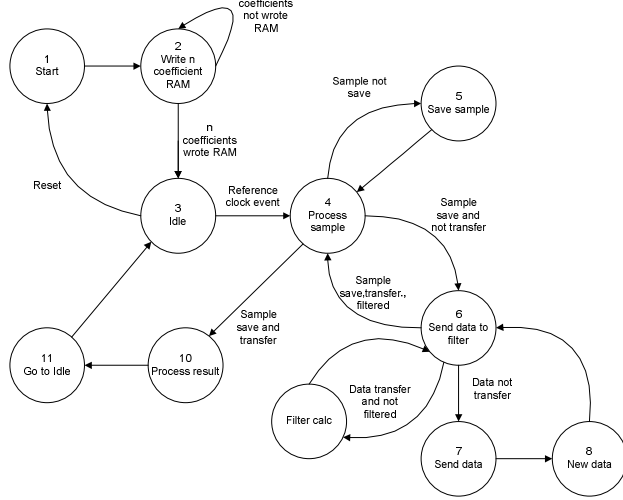 coefficients
not wrote
RAM
1
Start
2
Write n
coefficient
RAM
Sample not
save
5
Save sample
n
coefficients
wrote RAM
Reset
3
Idle
Reference
clock event
4
Process
sample
Sample
save and
not transfer
Sample
save,transfer.,
filtered
Sample
save and
transfer
6
Send data to
filter
11
Go to Idle
10
Process result
Data transfer
and not
filtered
Data not
transfer
Filter calc
7
Send data
8
New data